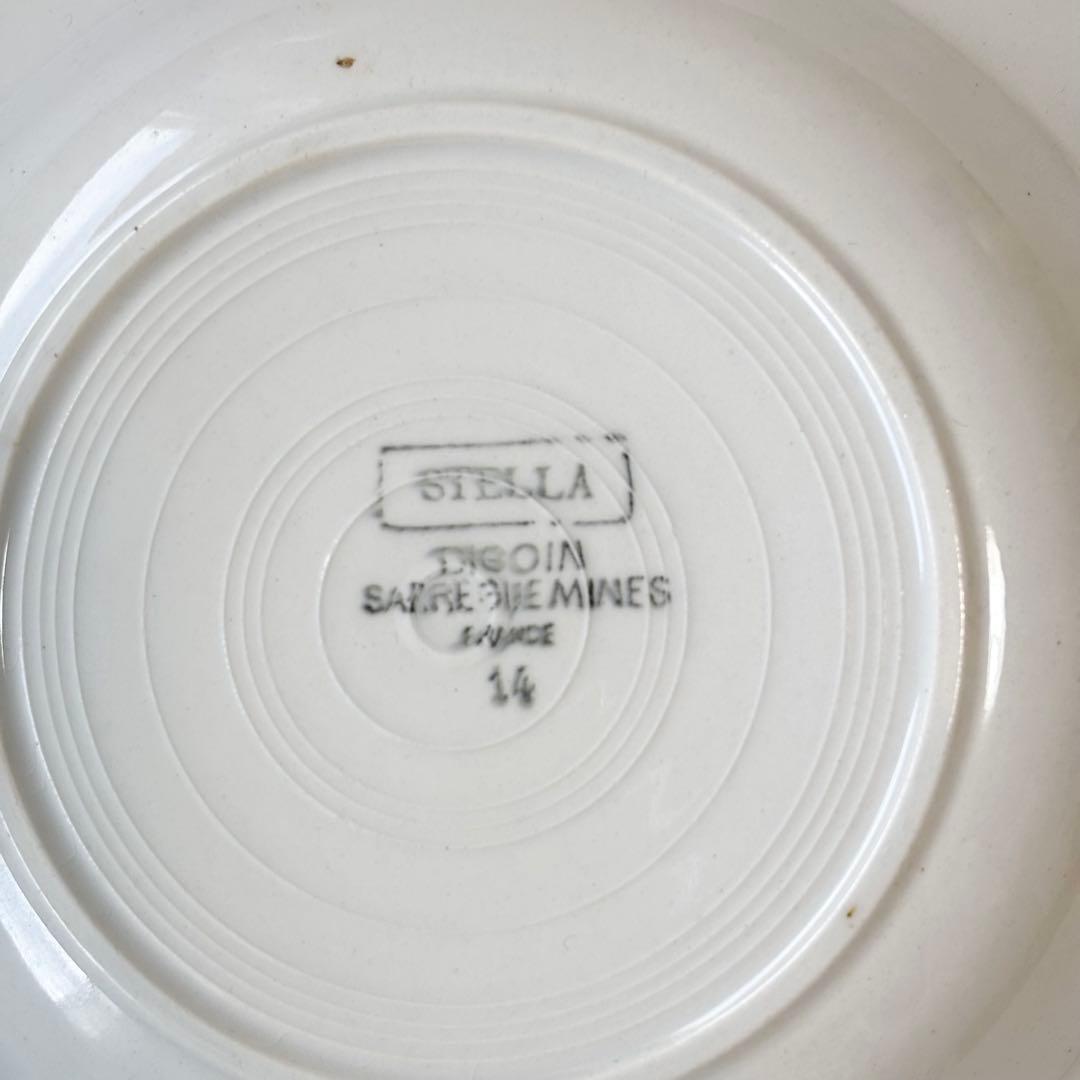 STELLA
DIGOIN
SARREGUEMINES
FRANCE
14